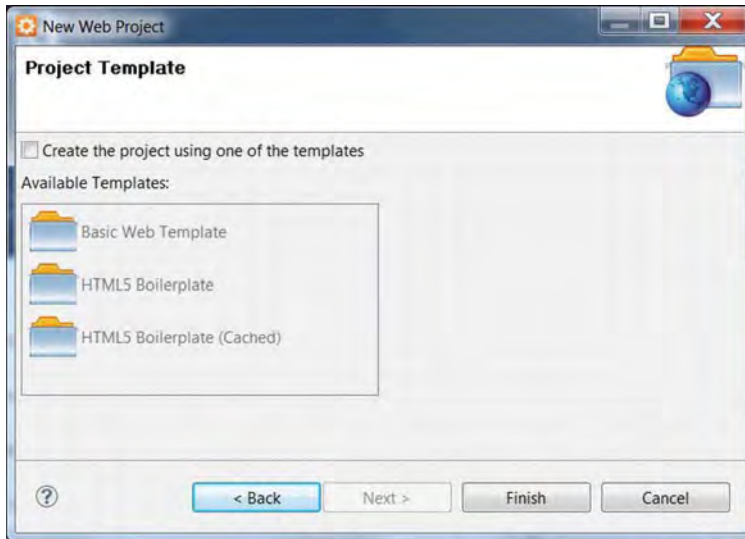 New Web Project
Project Template
Create the project using one of the templates
Available Templates:
Basic Web Template
HTML5 Boilerplate
HTML5 Boilerplate (Cached)
? < Back Next > Finish Cancel